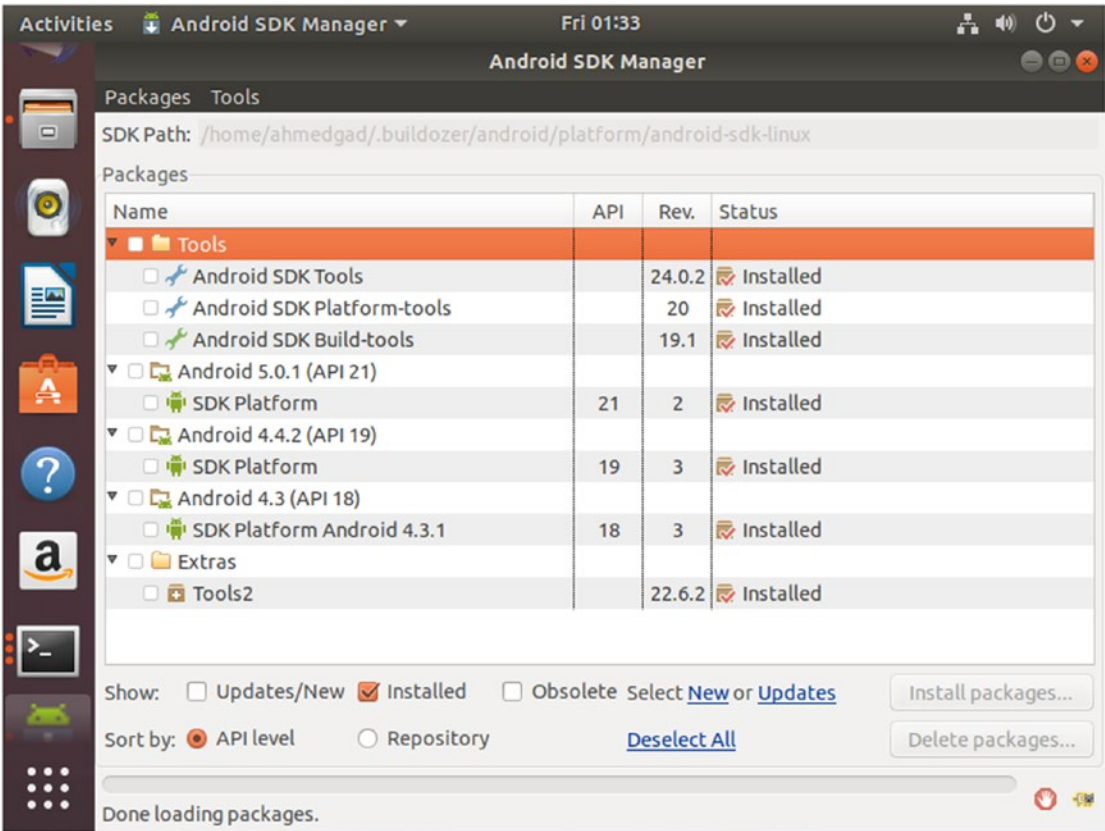 Activities Android SDK Manager Fri 01:33
Android SDK Manager
Packages Tools
SDK Path: /home/ahmedgad/.buildozer/android/platform/android-sdk-linux
Packages
Name API Rev. Status
Tools
Android SDK Tools 24.0.2 Installed
Android SDK Platform-tools 20 Installed
Android SDK Build-tools 19.1 Installed
Android 5.0.1 (API 21)
SDK Platform 21 2 Installed
Android 4.4.2 (API 19)
SDK Platform 19 3 Installed
Android 4.3 (API 18)
SDK Platform Android 4.3.1 18 3 Installed
Extras
Tools2 22.6.2 Installed
Show: Updates/New Installed Obsolete Select New or Updates Install packages...
Sort by: API level Repository Deselect All Delete packages...
Done loading packages.